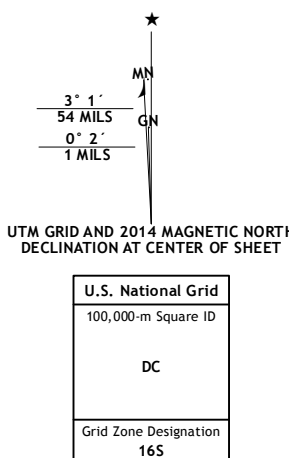 ★
MN
3° 1´
54 MILS
GN
0° 2´
1 MILS
UTM GRID AND 2014 MAGNETIC NORTH
DECLINATION AT CENTER OF SHEET
U.S. National Grid
100,000-m Square ID
DC
Grid Zone Designation
16S